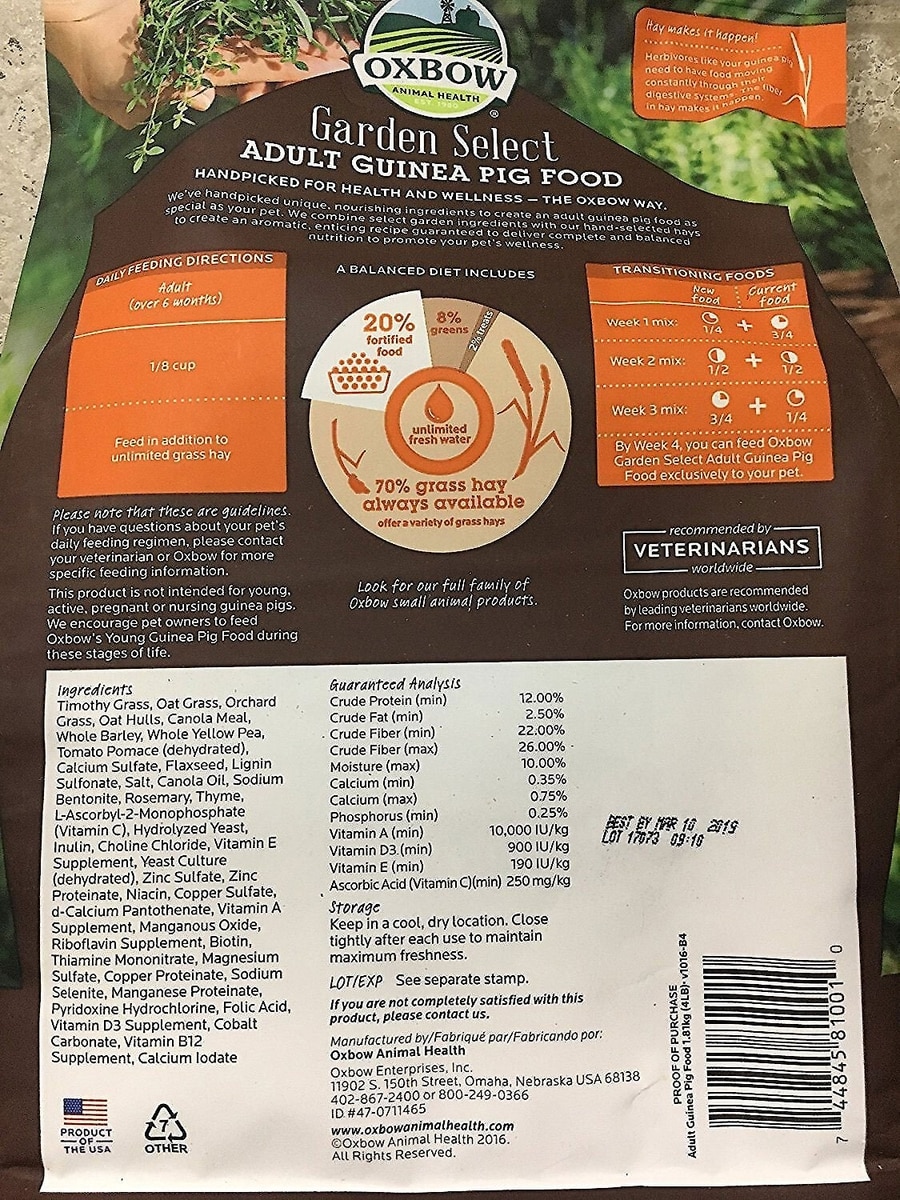 OXBOW
ANIMAL HEALTH
EST. 1980
®
Hay makes it happen!
Herbivores like your guinea pig
need to have food moving
constantly through their
digestive systems. The fiber
in hay makes it happen.
Garden Select
ADULT GUINEA PIG FOOD
HANDPICKED FOR HEALTH AND WELLNESS — THE OXBOW WAY.
We've handpicked unique, nourishing ingredients to create an adult guinea pig food as
special as your pet. We combine select garden ingredients with our hand-selected hays
to create an aromatic, enticing recipe guaranteed to deliver complete and balanced
nutrition to promote your pet's wellness.
DAILY FEEDING DIRECTIONS
Adult
(over 6 months)
1/8 cup
Feed in addition to
unlimited grass hay
Please note that these are guidelines.
If you have questions about your pet's
daily feeding regimen, please contact
your veterinarian or Oxbow for more
specific feeding information.
This product is not intended for young,
active, pregnant or nursing guinea pigs.
We encourage pet owners to feed
Oxbow's Young Guinea Pig Food during
these stages of life.
A BALANCED DIET INCLUDES
20%
fortified
food
8%
greens
2% treats
unlimited
fresh water
70% grass hay
always available
offer a variety of grass hays
Look for our full family of
Oxbow small animal products.
TRANSITIONING FOODS
New food
Current food
Week 1 mix: 1/4 + 3/4
Week 2 mix: 1/2 + 1/2
Week 3 mix: 3/4 + 1/4
By Week 4, you can feed Oxbow
Garden Select Adult Guinea Pig
Food exclusively to your pet.
recommended by
VETERINARIANS
worldwide
Oxbow products are recommended
by leading veterinarians worldwide.
For more information, contact Oxbow.
Ingredients
Timothy Grass, Oat Grass, Orchard
Grass, Oat Hulls, Canola Meal,
Whole Barley, Whole Yellow Pea,
Tomato Pomace (dehydrated),
Calcium Sulfate, Flaxseed, Lignin
Sulfonate, Salt, Canola Oil, Sodium
Bentonite, Rosemary, Thyme,
L-Ascorbyl-2-Monophosphate
(Vitamin C), Hydrolyzed Yeast,
Inulin, Choline Chloride, Vitamin E
Supplement, Yeast Culture
(dehydrated), Zinc Sulfate, Zinc
Proteinate, Niacin, Copper Sulfate,
d-Calcium Pantothenate, Vitamin A
Supplement, Manganous Oxide,
Riboflavin Supplement, Biotin,
Thiamine Mononitrate, Magnesium
Sulfate, Copper Proteinate, Sodium
Selenite, Manganese Proteinate,
Pyridoxine Hydrochlorine, Folic Acid,
Vitamin D3 Supplement, Cobalt
Carbonate, Vitamin B12
Supplement, Calcium Iodate
PRODUCT
OF
THE USA
7
OTHER
Guaranteed Analysis
Crude Protein (min) 12.00%
Crude Fat (min) 2.50%
Crude Fiber (min) 22.00%
Crude Fiber (max) 26.00%
Moisture (max) 10.00%
Calcium (min) 0.35%
Calcium (max) 0.75%
Phosphorus (min) 0.25%
Vitamin A (min) 10,000 IU/kg
Vitamin D3 (min) 900 IU/kg
Vitamin E (min) 190 IU/kg
Ascorbic Acid (Vitamin C)(min) 250 mg/kg
Storage
Keep in a cool, dry location. Close
tightly after each use to maintain
maximum freshness.
LOT/EXP See separate stamp.
If you are not completely satisfied with this
product, please contact us.
Manufactured by/Fabriqué par/Fabricando por:
Oxbow Animal Health
Oxbow Enterprises, Inc.
11902 S. 150th Street, Omaha, Nebraska USA 68138
402-867-2400 or 800-249-0366
ID #47-0711465
www.oxbowanimalhealth.com
©Oxbow Animal Health 2016.
All Rights Reserved.
BEST BY MAR 10 2019
LOT 17073 09:16
PROOF OF PURCHASE
Adult Guinea Pig Food 1.81kg (4LB)• v1016-B4
7 44845 81001 0